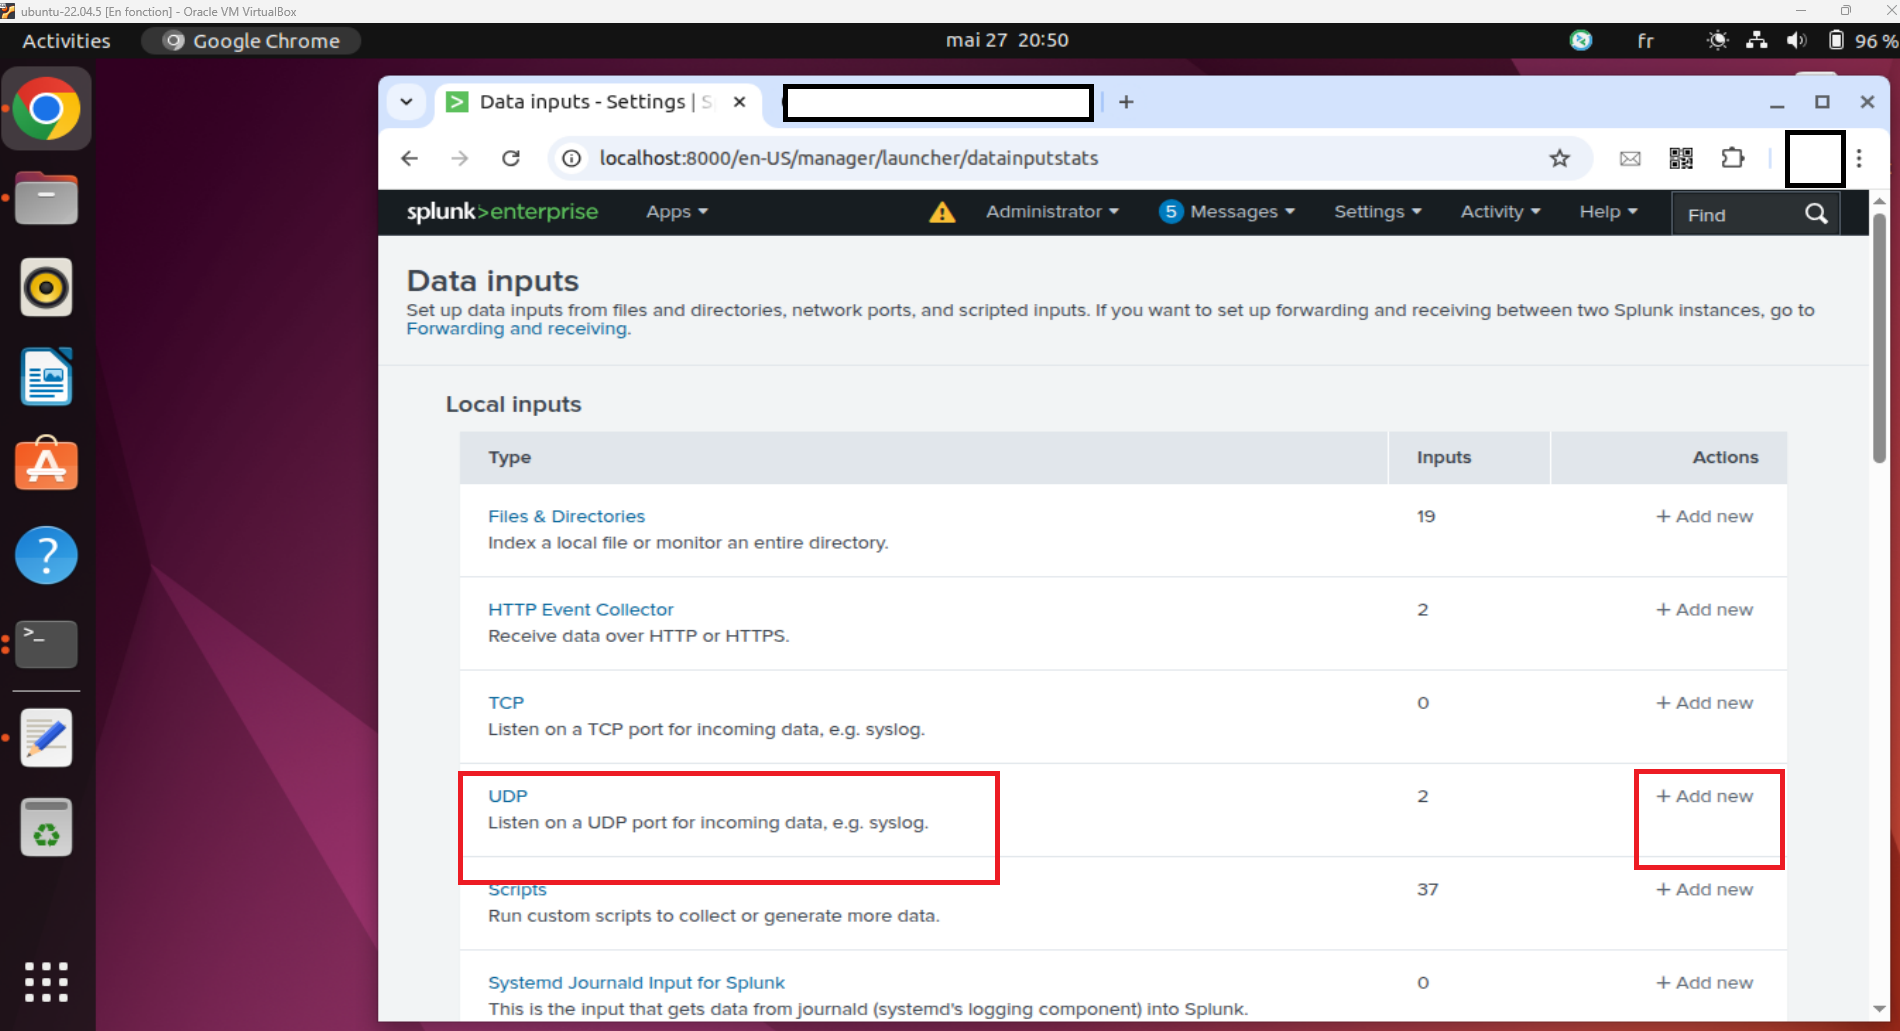 ubuntu-22.04.5 [En fonction] - Oracle VM VirtualBox
Activities
Google Chrome
mai 27 20:50
fr
96 %
Data inputs - Settings | S
localhost:8000/en-US/manager/launcher/datainputstats
splunk>enterprise
Apps
Administrator
5 Messages
Settings
Activity
Help
Find
Data inputs
Set up data inputs from files and directories, network ports, and scripted inputs. If you want to set up forwarding and receiving between two Splunk instances, go to
Forwarding and receiving.
Local inputs
Type Inputs Actions
Files & Directories 19 + Add new
Index a local file or monitor an entire directory.
HTTP Event Collector 2 + Add new
Receive data over HTTP or HTTPS.
TCP 0 + Add new
Listen on a TCP port for incoming data, e.g. syslog.
UDP 2 + Add new
Listen on a UDP port for incoming data, e.g. syslog.
Scripts 37 + Add new
Run custom scripts to collect or generate more data.
Systemd Journald Input for Splunk 0 + Add new
This is the input that gets data from journald (systemd's logging component) into Splunk.